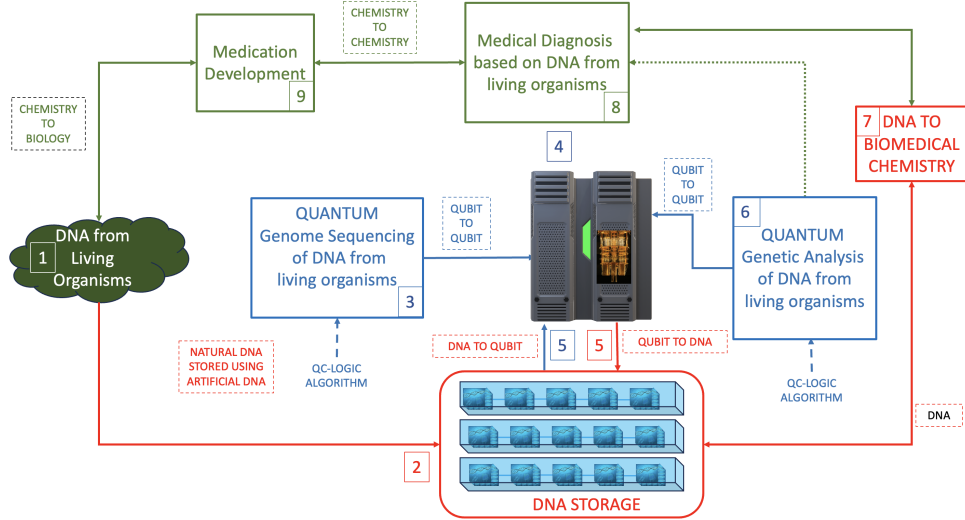 CHEMISTRY
TO
CHEMISTRY
Medication
Development
9
Medical Diagnosis
based on DNA from
living organisms
8
CHEMISTRY
TO
BIOLOGY
7
DNA TO
BIOMEDICAL
CHEMISTRY
4
QUBIT
TO
QUBIT
QUBIT
TO
QUBIT
1
DNA from
Living
Organisms
QUANTUM
Genome Sequencing
of DNA from
living organisms
3
6
QUANTUM
Genetic Analysis
of DNA from
living organisms
NATURAL DNA
STORED USING
ARTIFICIAL DNA
QC-LOGIC
ALGORITHM
DNA TO QUBIT
5
5
QUBIT TO DNA
QC-LOGIC
ALGORITHM
DNA
2
DNA STORAGE